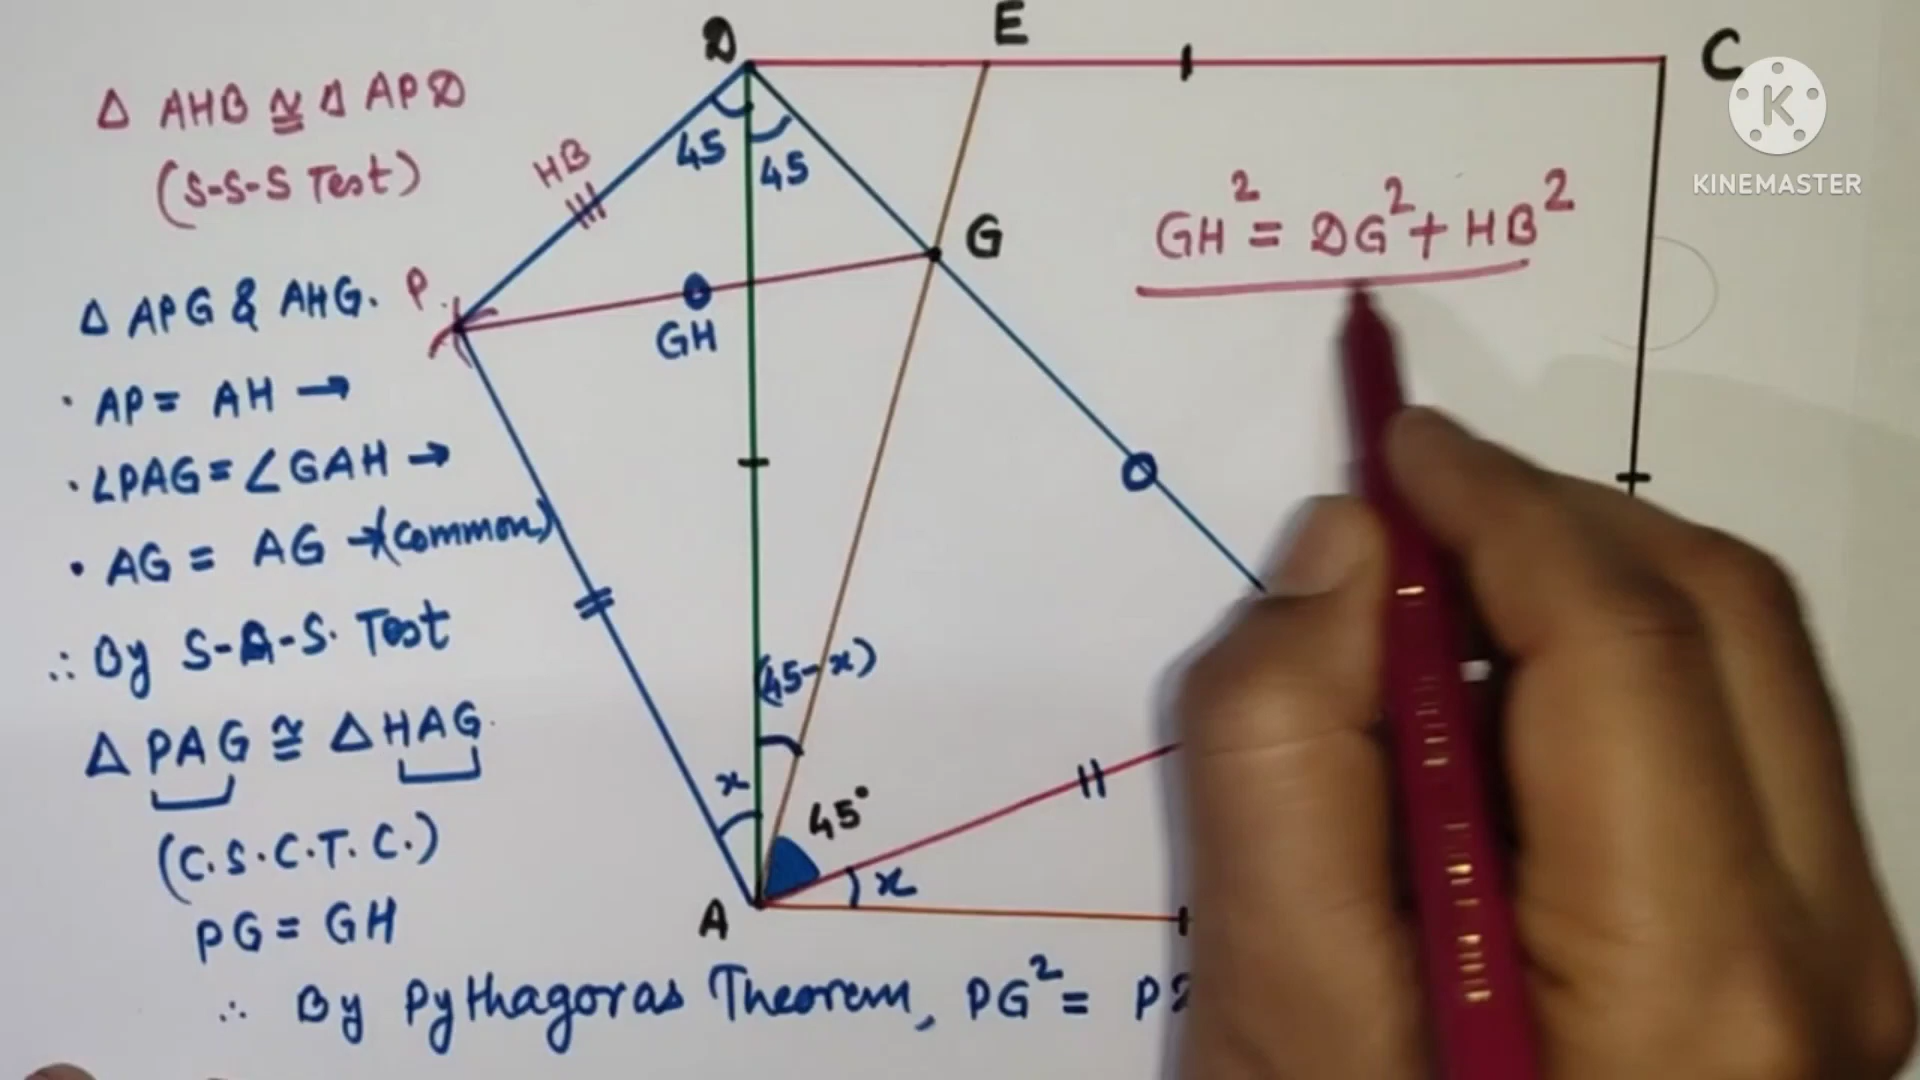 Δ AHB ≅ Δ APD
(S-S-S Test)
Δ APG & AHG.
• AP = AH →
• ∠PAG = ∠GAH →
• AG = AG → (Common)
∴ By S-A-S. Test
Δ PAG ≅ Δ HAG.
(C.S.C.T.C.)
PG = GH
∴ By Pythagoras Theorem, PG² =
D
E
C
KINEMASTER
45
45
HB
P
G
GH² = DG² + HB²
GH
(45-x)
x
45°
x
A